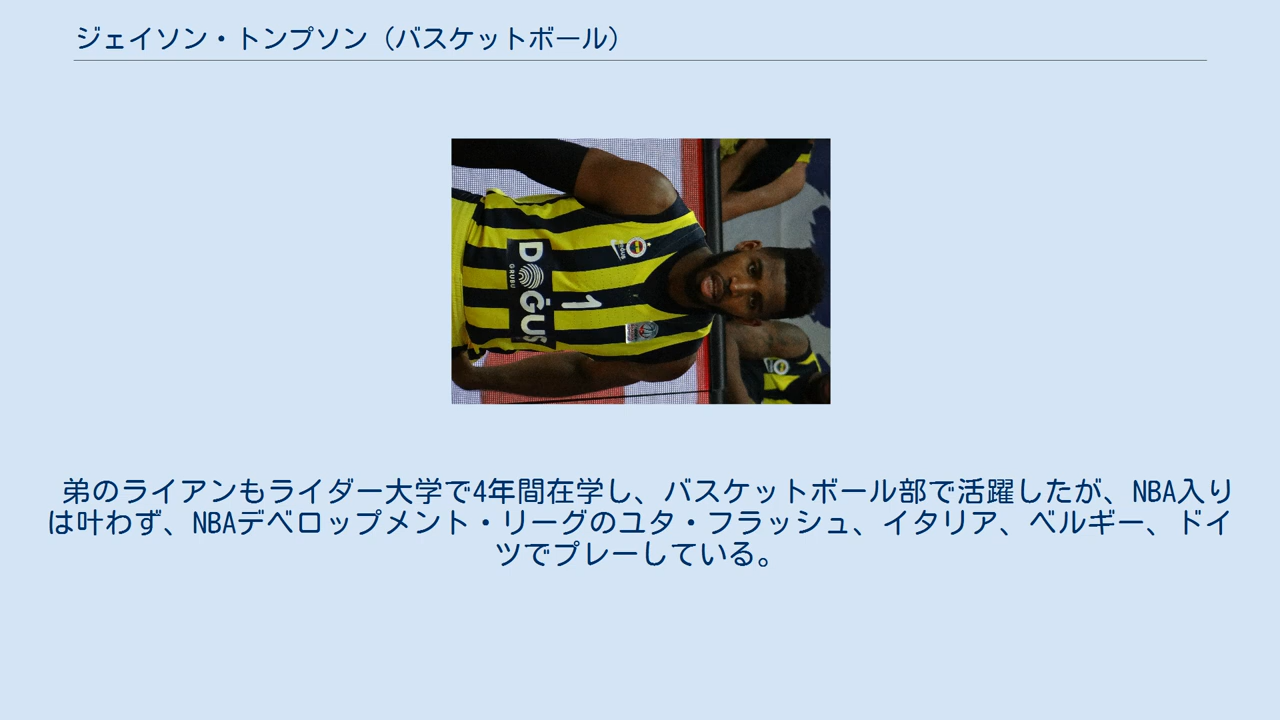 ジェイソン・トンプソン（バスケットボール）
DOĞUŞ
GRUBU
1
弟のライアンもライダー大学で4年間在学し、バスケットボール部で活躍したが、NBA入り
は叶わず、NBAデベロップメント・リーグのユタ・フラッシュ、イタリア、ベルギー、ドイ
ツでプレーしている。